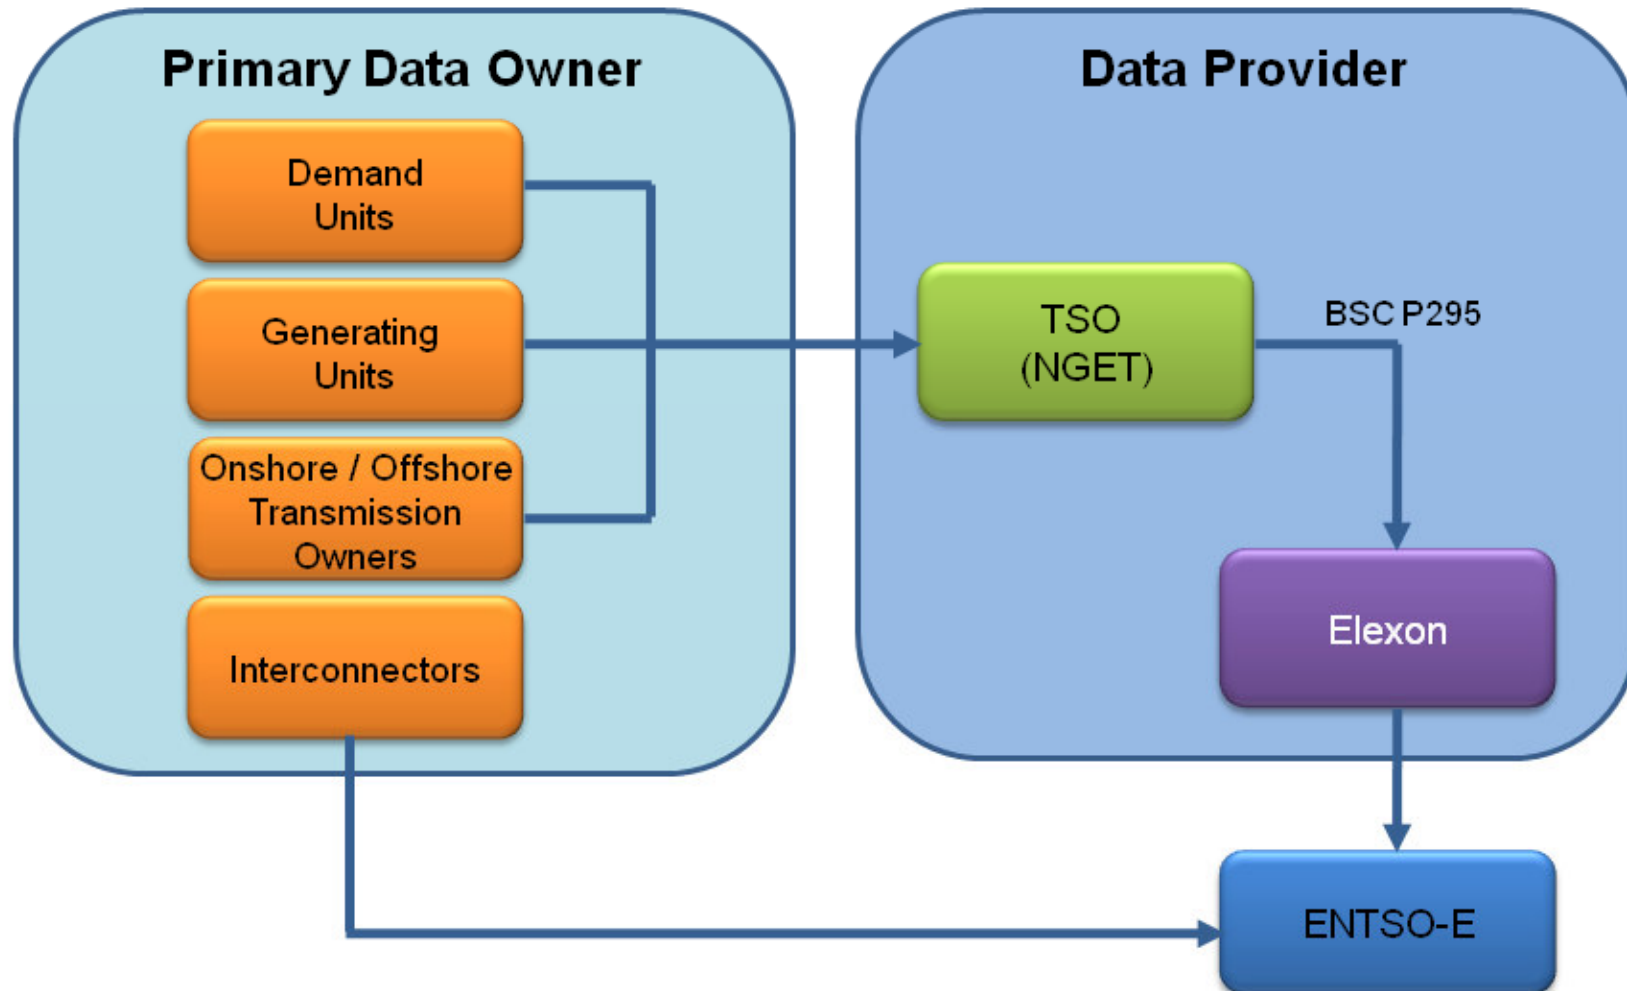 Primary Data Owner
Demand
Units
Generating
Units
Onshore / Offshore
Transmission
Owners
Interconnectors
Data Provider
TSO
(NGET)
BSC P295
Elexon
ENTSO-E